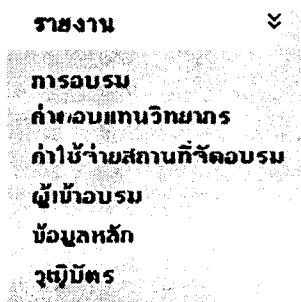 รายงาน
การอบรม
ค่าตอบแทนวิทยากร
ค่าใช้จ่ายสถานที่จัดอบรม
ผู้เข้าอบรม
ข้อมูลหลัก
วุฒิบัตร